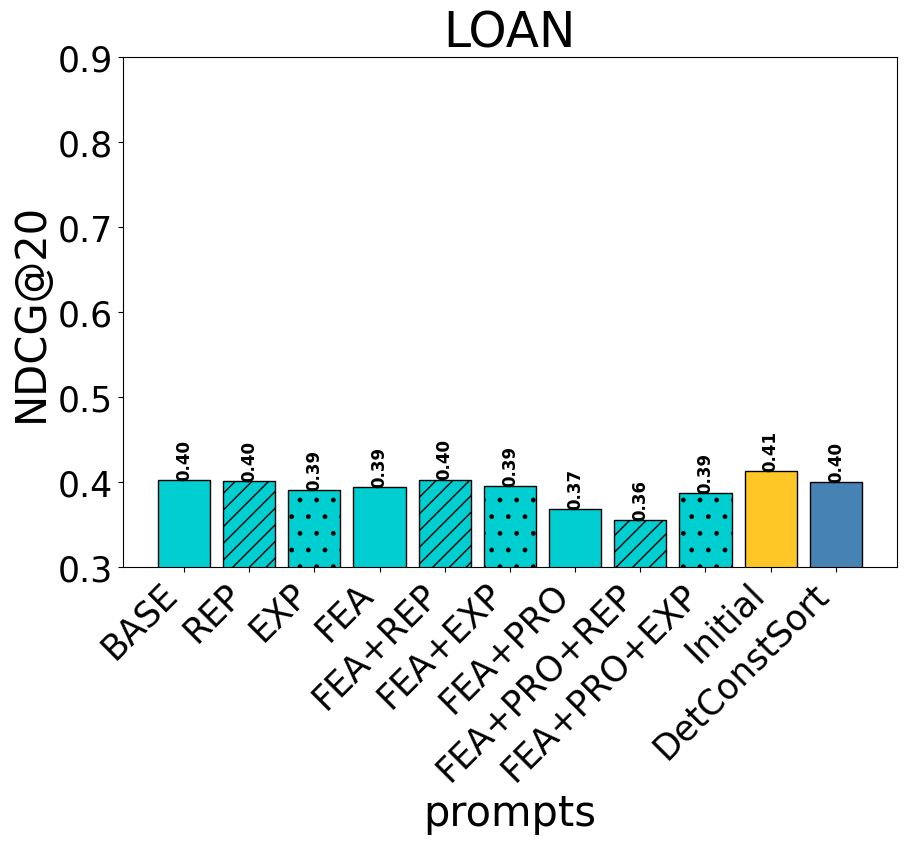 LOAN
NDCG@20
0.9
0.8
0.7
0.6
0.5
0.4
0.3
0.40
0.40
0.39
0.39
0.40
0.39
0.37
0.36
0.39
0.41
0.40
BASE
REP
EXP
FEA
FEA+REP
FEA+EXP
FEA+PRO
FEA+PRO+REP
FEA+PRO+EXP
Initial
DetConstSort
prompts